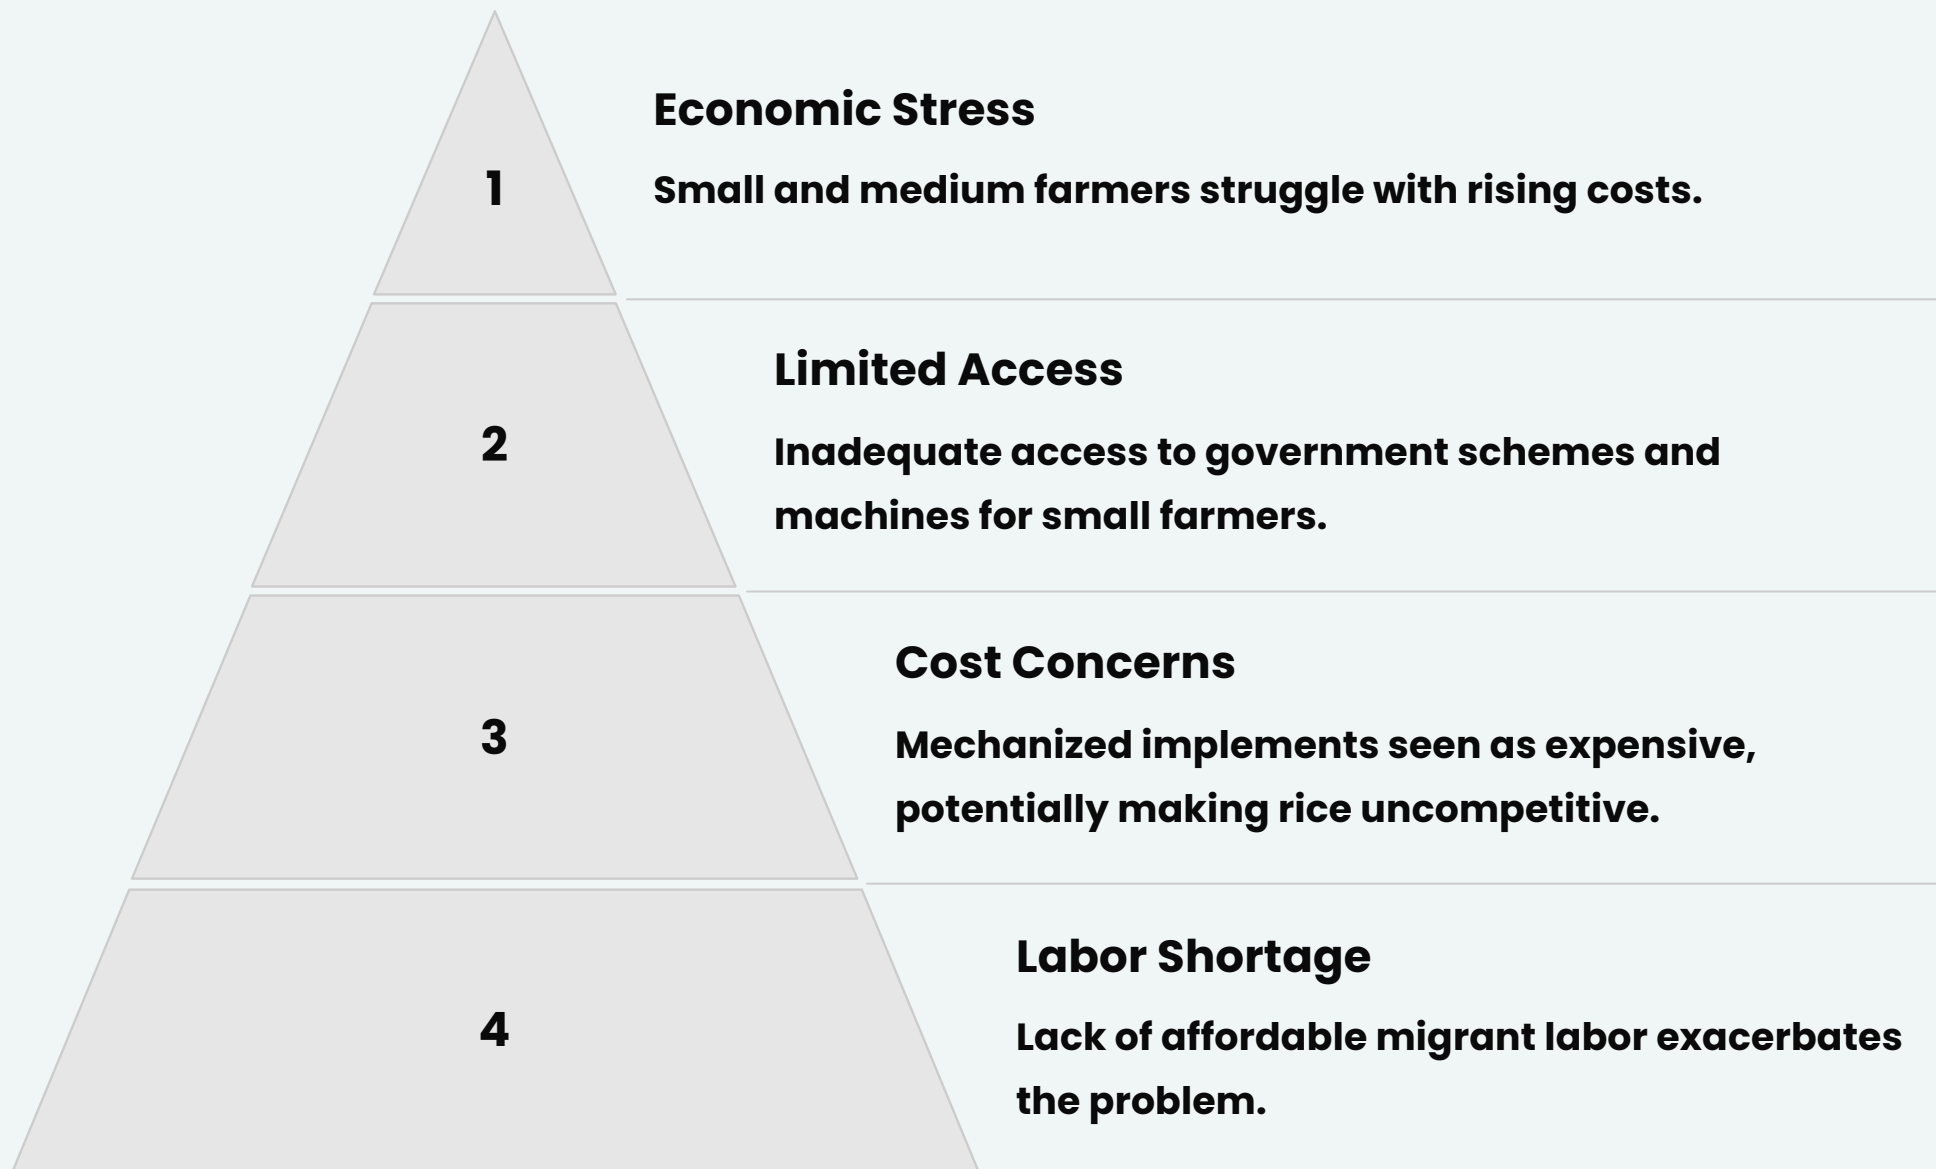 1
Economic Stress
Small and medium farmers struggle with rising costs.
2
Limited Access
Inadequate access to government schemes and
machines for small farmers.
3
Cost Concerns
Mechanized implements seen as expensive,
potentially making rice uncompetitive.
4
Labor Shortage
Lack of affordable migrant labor exacerbates
the problem.